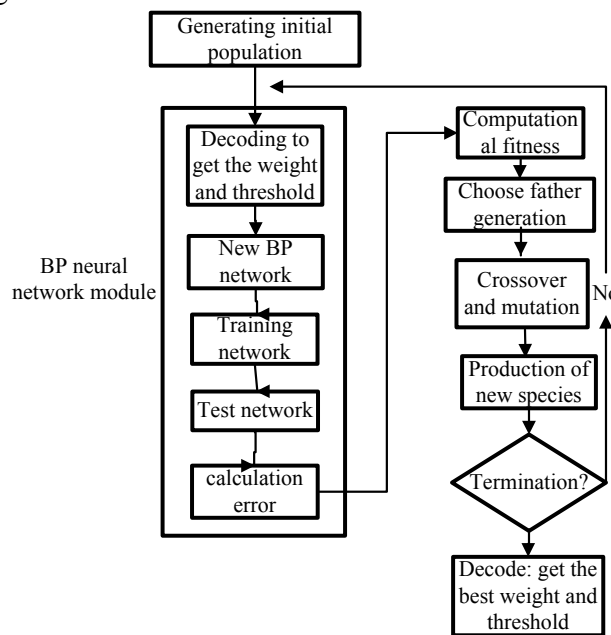 Generating initial
population
Decoding to
get the weight
and threshold
New BP
network
Training
network
Test network
calculation
error
BP neural
network module
Computation
al fitness
Choose father
generation
Crossover
and mutation
No
Production of
new species
Termination?
Decode: get the
best weight and
threshold